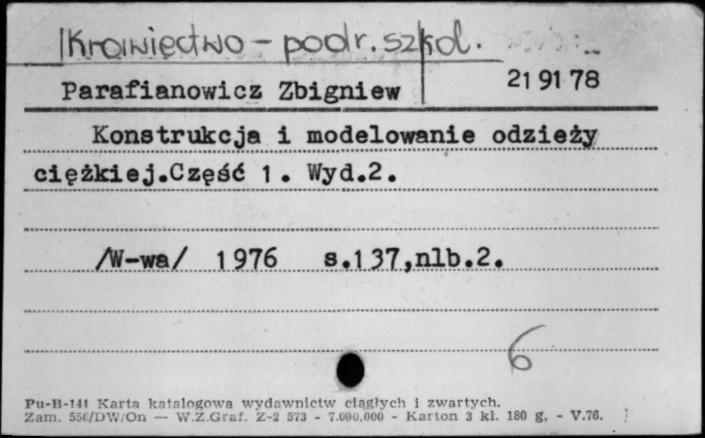 Krawiectwo - podr. szkol.
Parafianowicz Zbigniew
21 91 78
Konstrukcja i modelowanie odzieży
ciężkiej.Część 1. Wyd.2.
/W-wa/ 1976 s.137,nlb.2.
6
Pu-B-141 Karta katalogowa wydawnictw ciągłych i zwartych.
Zam. 556/DW/On — W.Z.Graf. Z-2 573 - 7.000.000 - Karton 3 kl. 180 g. - V.76.